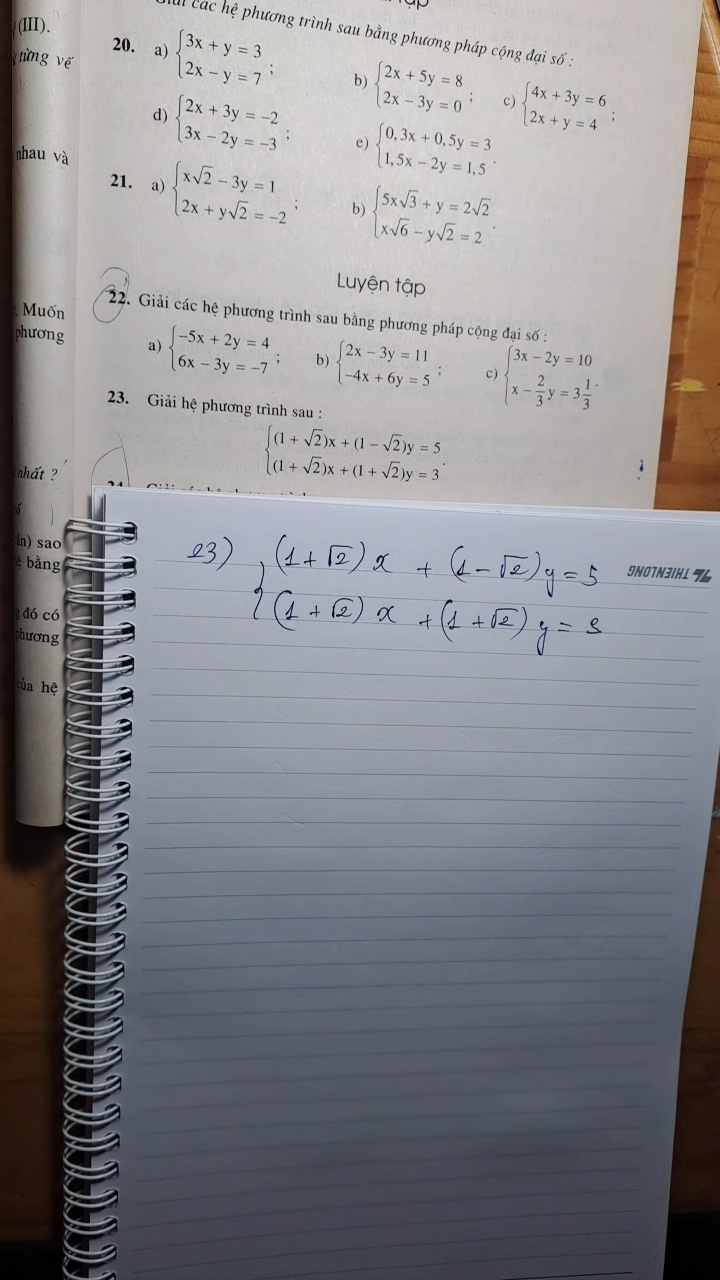 (III).
từng vế
nhau và
Muốn
phương
nhất ?
ẩn) sao
ệ bằng
đó có
phương
của hệ
các hệ phương trình sau bằng phương pháp cộng đại số :
20. a) {3x + y = 3
2x − y = 7 ;
b) {2x + 5y = 8
2x − 3y = 0 ;
c) {4x + 3y = 6
2x + y = 4 ;
d) {2x + 3y = −2
3x − 2y = −3 ;
e) {0,3x + 0,5y = 3
1,5x − 2y = 1,5 .
21. a) {x√2 − 3y = 1
2x + y√2 = −2 ;
b) {5x√3 + y = 2√2
x√6 − y√2 = 2 .
Luyện tập
22. Giải các hệ phương trình sau bằng phương pháp cộng đại số :
a) {−5x + 2y = 4
6x − 3y = −7 ;
b) {2x − 3y = 11
−4x + 6y = 5 ;
c) {3x − 2y = 10
x − 2/3 y = 3 1/3 .
23. Giải hệ phương trình sau :
{(1 + √2)x + (1 − √2)y = 5
(1 + √2)x + (1 + √2)y = 3 .
THIENLONG
23) {(1+√2)x + (1−√2)y = 5
(1+√2)x + (1+√2)y = 3